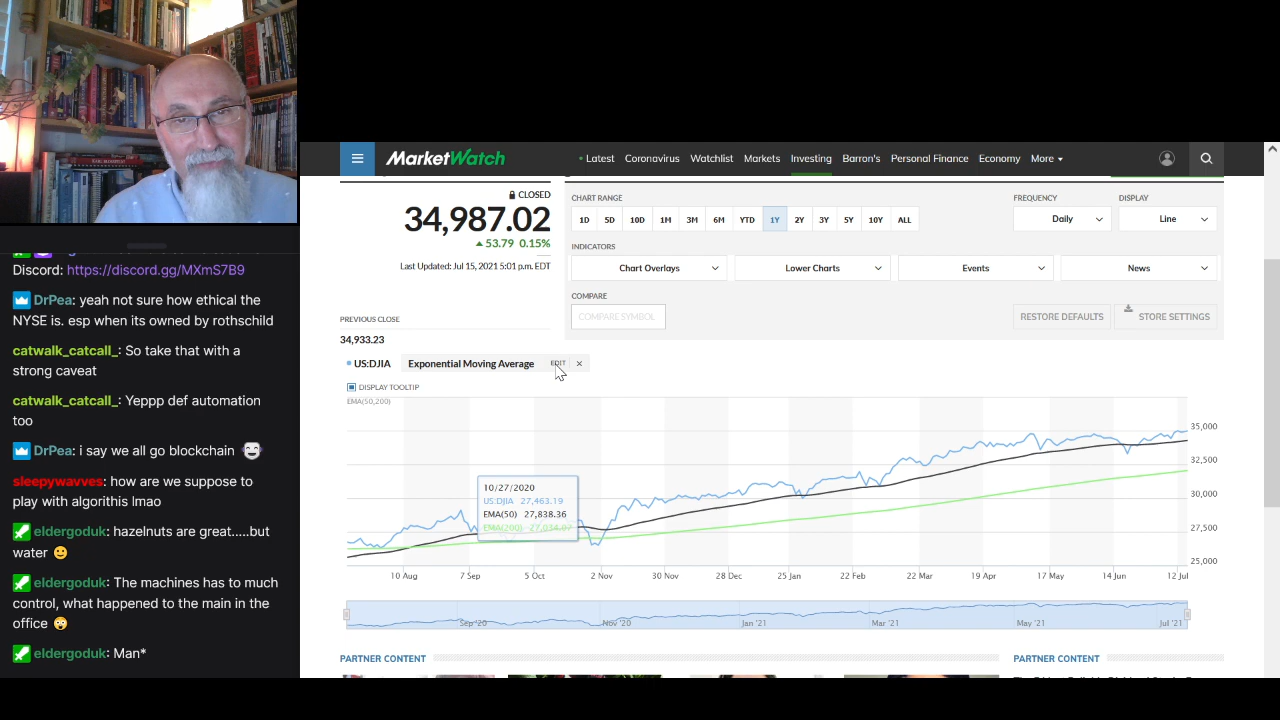 Discord: https://discord.gg/MXmS7B9
DrPea: yeah not sure how ethical the
NYSE is. esp when its owned by rothschild
catwalk_catcall_: So take that with a
strong caveat
catwalk_catcall_: Yeppp def automation
too
DrPea: i say we all go blockchain
sleepywavves: how are we suppose to
play with algorithis lmao
eldergoduk: hazelnuts are great.....but
water
eldergoduk: The machines has to much
control, what happened to the main in the
office
eldergoduk: Man*
MarketWatch
Latest Coronavirus Watchlist Markets Investing Barron's Personal Finance Economy More
CLOSED
34,987.02
53.79 0.15%
Last Updated: Jul 15, 2021 5:01 p.m. EDT
PREVIOUS CLOSE
34,933.23
CHART RANGE
1D 5D 10D 1M 3M 6M YTD 1Y 2Y 3Y 5Y 10Y ALL
FREQUENCY
Daily
DISPLAY
Line
INDICATORS
Chart Overlays
Lower Charts
Events
News
COMPARE
COMPARE SYMBOL
RESTORE DEFAULTS
STORE SETTINGS
US:DJIA
Exponential Moving Average EDIT ×
DISPLAY TOOLTIP
EMA(50,200)
10/27/2020
US:DJIA 27,463.19
EMA(50) 27,838.36
EMA(200) 27,034.07
35,000
32,500
30,000
27,500
25,000
10 Aug 7 Sep 5 Oct 2 Nov 30 Nov 28 Dec 25 Jan 22 Feb 22 Mar 19 Apr 17 May 14 Jun 12 Jul
Sep '20 Nov '20 Jan '21 Mar '21 May '21 Jul '21
PARTNER CONTENT
PARTNER CONTENT